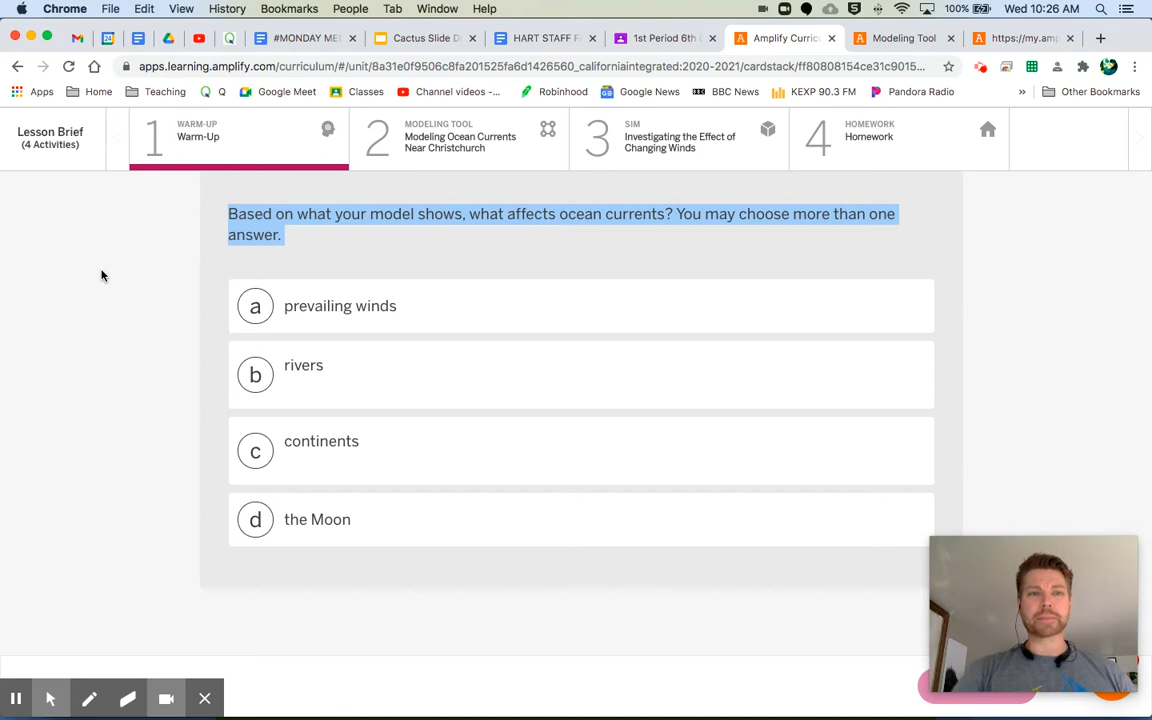 Chrome File Edit View History Bookmarks People Tab Window Help 100% Wed 10:26 AM
#MONDAY ME Cactus Slide D HART STAFF F 1st Period 6th Amplify Curric Modeling Tool https://my.amp
apps.learning.amplify.com/curriculum/#/unit/8a31e0f9506c8fa201525fa6d1426560_californiaintegrated:2020-2021/cardstack/ff80808154ce31c9015...
Apps Home Teaching Q Google Meet Classes Channel videos -... Robinhood Google News BBC News KEXP 90.3 FM Pandora Radio » Other Bookmarks
Lesson Brief
(4 Activities)
1 WARM-UP
Warm-Up
2 MODELING TOOL
Modeling Ocean Currents
Near Christchurch
3 SIM
Investigating the Effect of
Changing Winds
4 HOMEWORK
Homework
Based on what your model shows, what affects ocean currents? You may choose more than one
answer.
a prevailing winds
b rivers
c continents
d the Moon